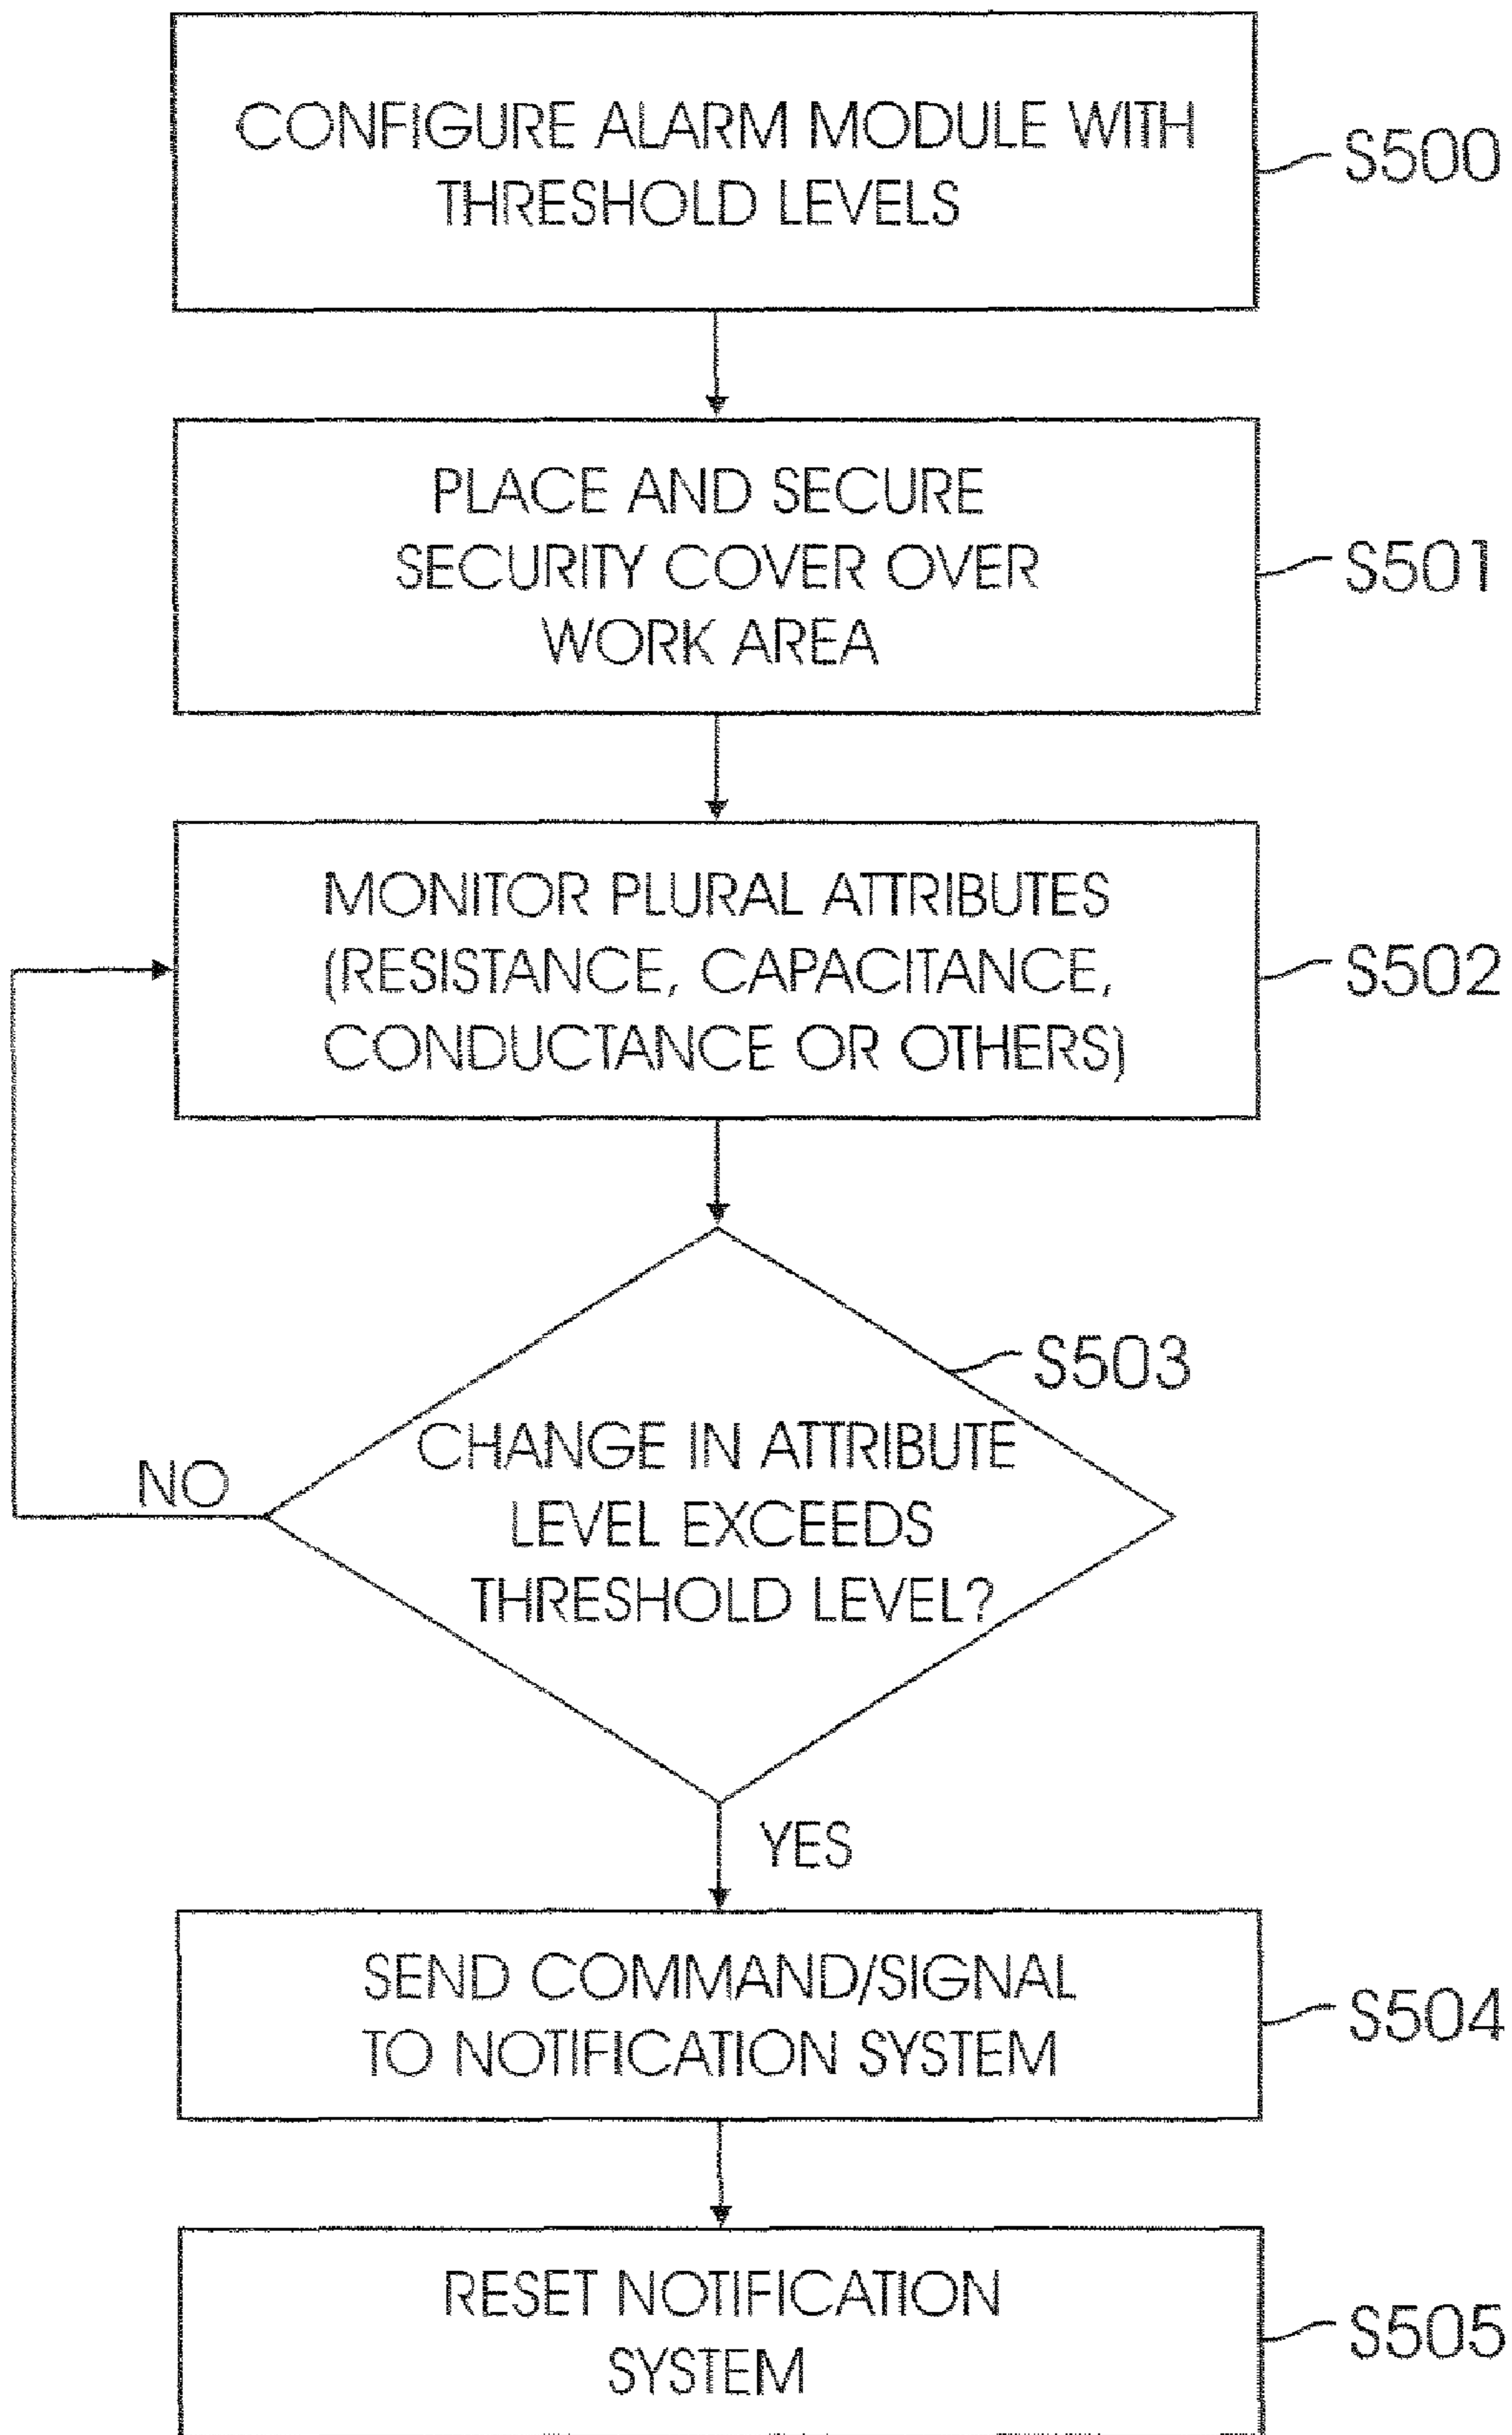 CONFIGURE ALARM MODULE WITH
THRESHOLD LEVELS
S500
PLACE AND SECURE
SECURITY COVER OVER
WORK AREA
S501
MONITOR PLURAL ATTRIBUTES
(RESISTANCE, CAPACITANCE,
CONDUCTANCE OR OTHERS)
S502
S503
CHANGE IN ATTRIBUTE
LEVEL EXCEEDS
THRESHOLD LEVEL?
NO
YES
SEND COMMAND/SIGNAL
TO NOTIFICATION SYSTEM
S504
RESET NOTIFICATION
SYSTEM
S505